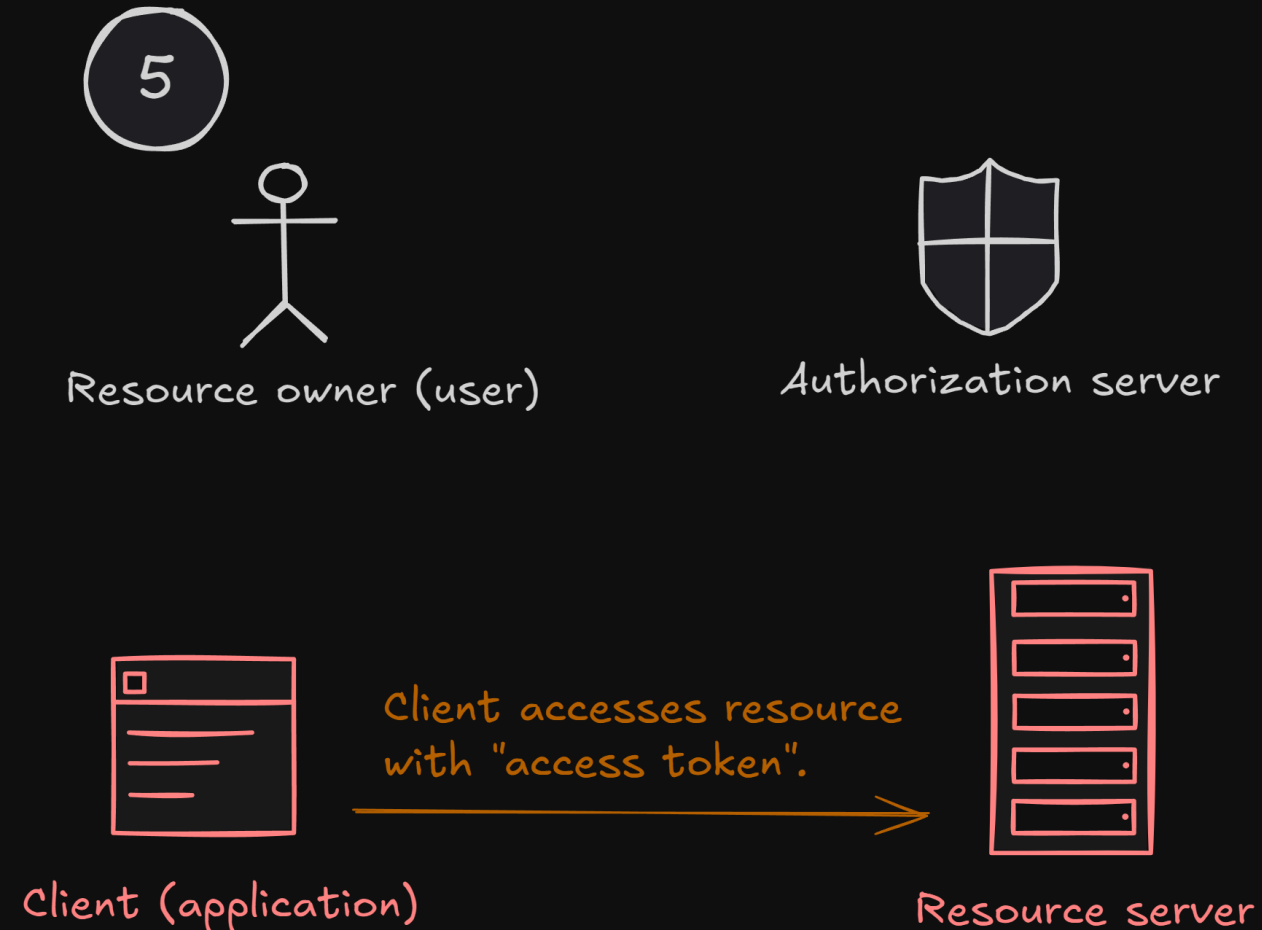 5
Resource owner (user)
Authorization server
Client accesses resource
with "access token".
Client (application)
Resource server